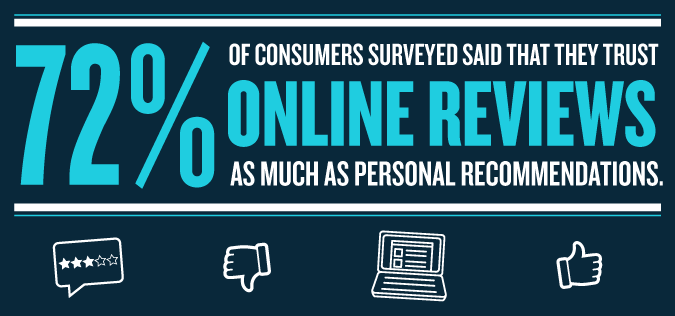 72%
OF CONSUMERS SURVEYED SAID THAT THEY TRUST
ONLINE REVIEWS
AS MUCH AS PERSONAL RECOMMENDATIONS.